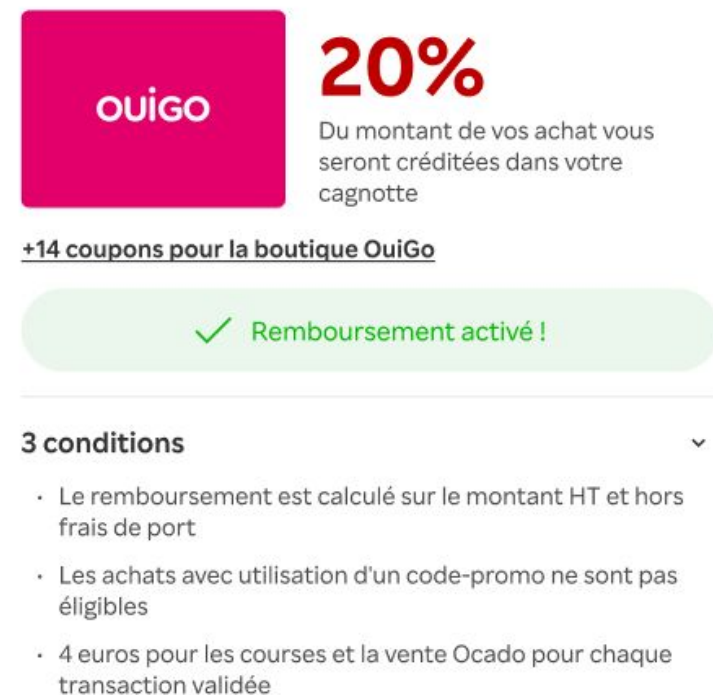 OUIGO
20%
Du montant de vos achat vous
seront créditées dans votre
cagnotte
+14 coupons pour la boutique OuiGo
Remboursement activé !
3 conditions
• Le remboursement est calculé sur le montant HT et hors
frais de port
• Les achats avec utilisation d'un code-promo ne sont pas
éligibles
• 4 euros pour les courses et la vente Ocado pour chaque
transaction validée